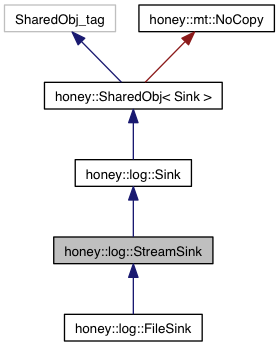 SharedObj_tag
honey::mt::NoCopy
honey::SharedObj< Sink >
honey::log::Sink
honey::log::StreamSink
honey::log::FileSink